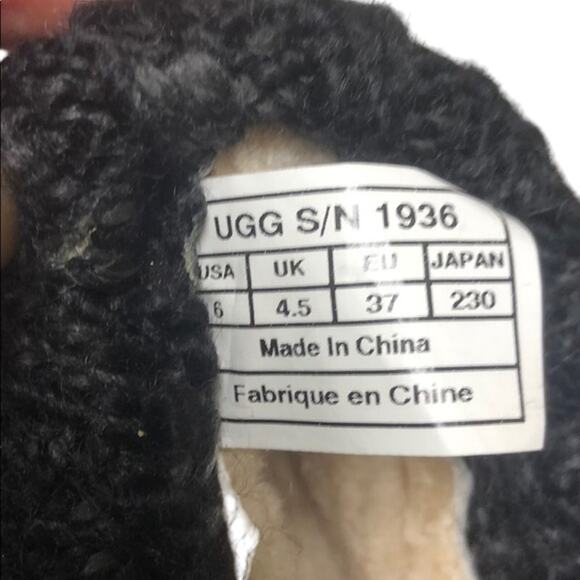 UGG S/N 1936
USA UK EU JAPAN
6 4.5 37 230
Made In China
Fabrique en Chine